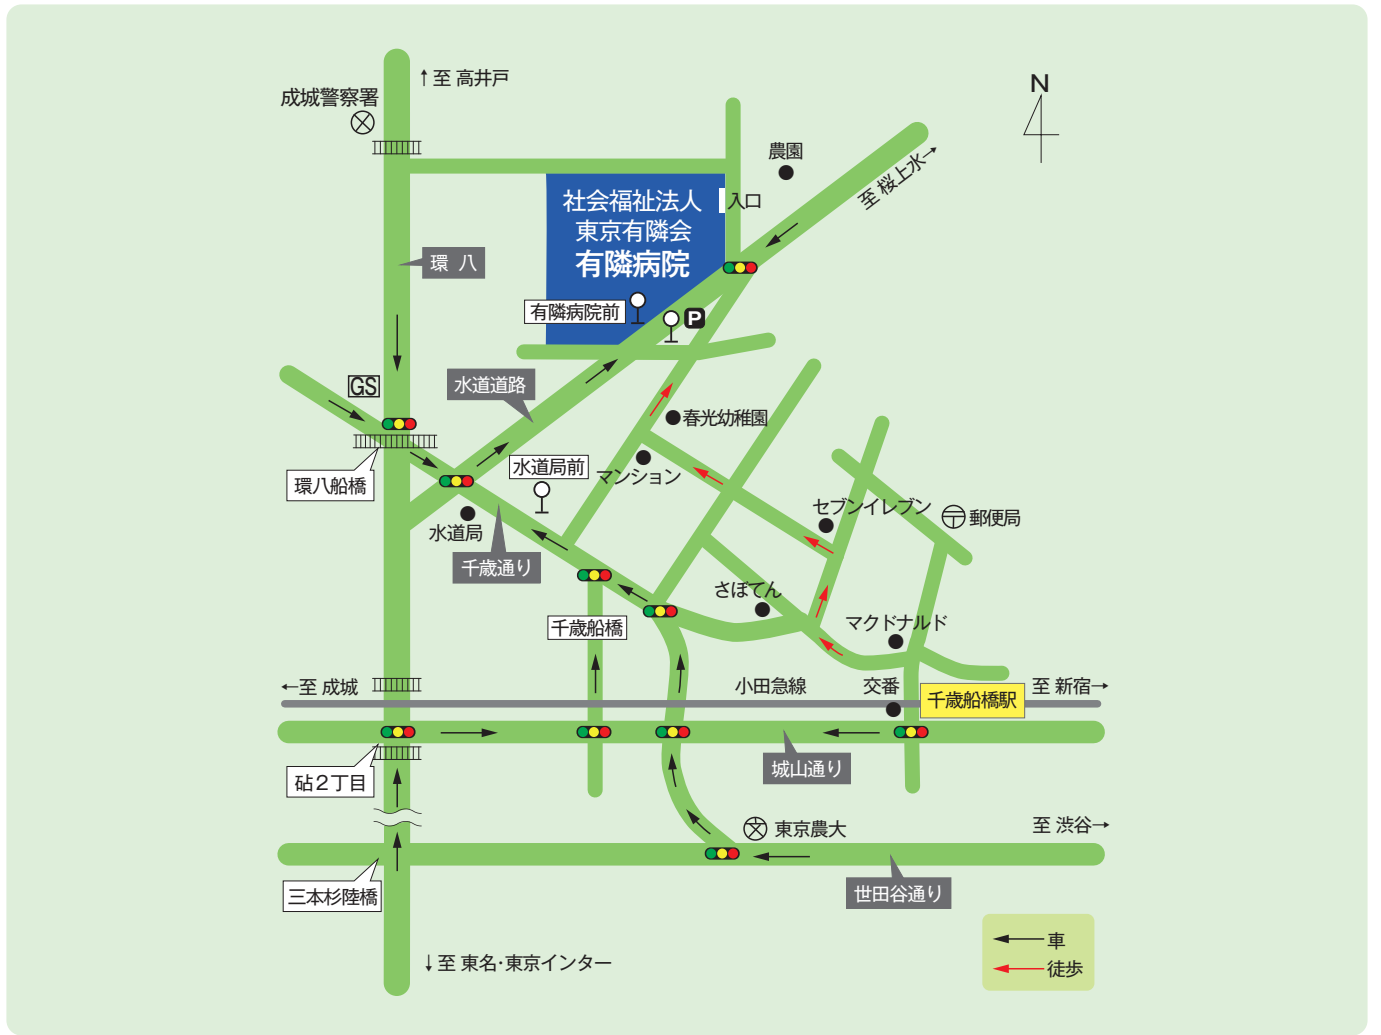 ↑至 高井戸
成城警察署
N
農園
至 桜上水→
社会福祉法人
東京有隣会
有隣病院
入口
環 八
有隣病院前
P
GS
水道道路
春光幼稚園
水道局前
マンション
環八船橋
セブンイレブン
郵便局
水道局
千歳通り
さぼてん
千歳船橋
マクドナルド
←至 成城
小田急線
交番
千歳船橋駅
至 新宿→
城山通り
砧2丁目
東京農大
至 渋谷→
三本杉陸橋
世田谷通り
車
徒歩
↓至 東名・東京インター